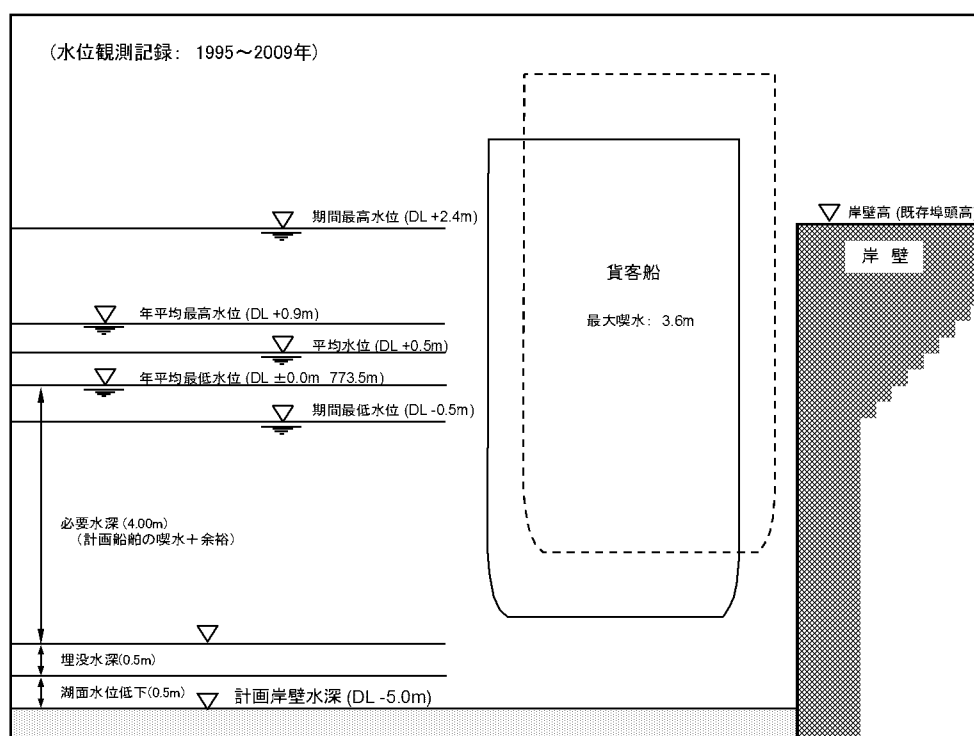 (水位観測記録: 1995～2009年)
期間最高水位 (DL +2.4m)
岸壁高 (既存埠頭高
岸 壁
貨客船
最大喫水: 3.6m
年平均最高水位 (DL +0.9m)
平均水位 (DL +0.5m)
年平均最低水位 (DL ±0.0m 773.5m)
期間最低水位 (DL -0.5m)
必要水深 (4.00m)
(計画船舶の喫水＋余裕)
埋没水深(0.5m)
湖面水位低下(0.5m)
計画岸壁水深 (DL -5.0m)